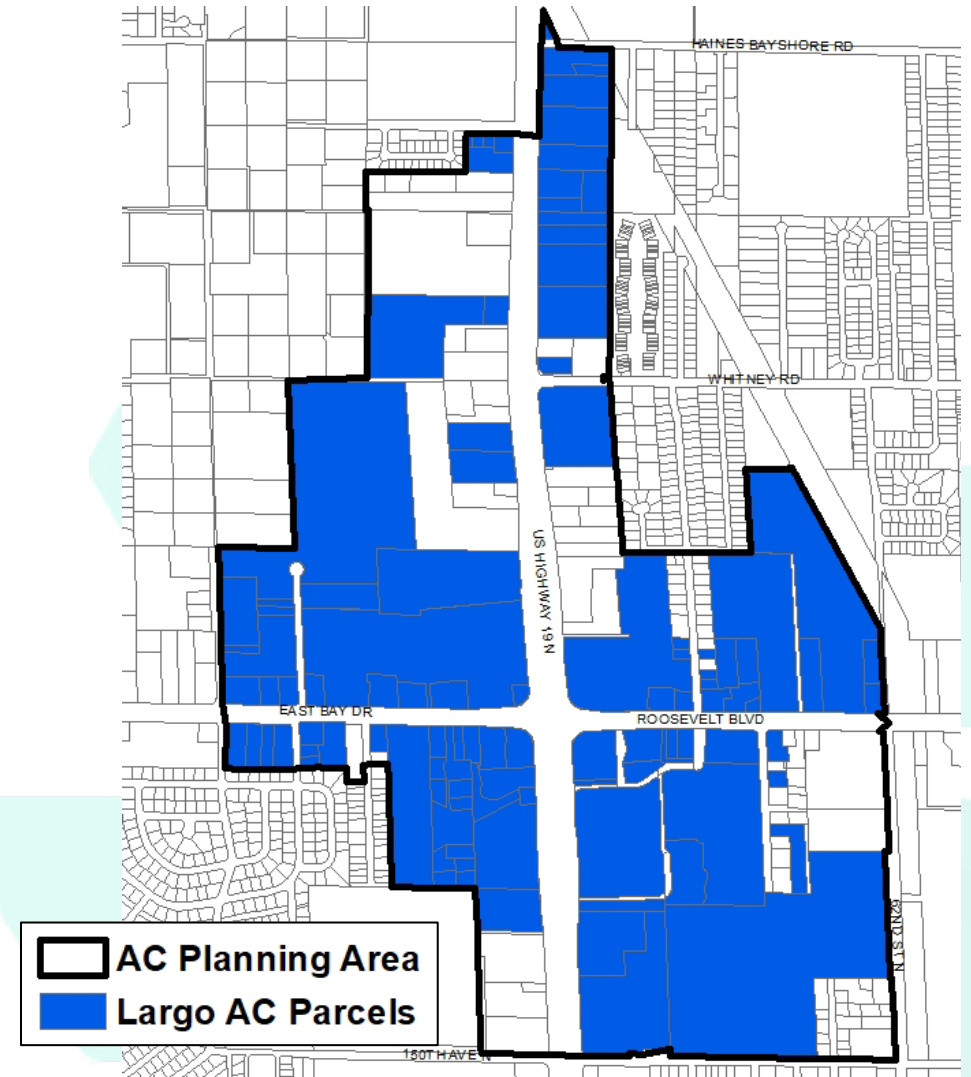 HAINES BAYSHORE RD
WHITNEY RD
US HIGHWAY 19 N
EAST BAY DR
ROOSEVELT BLVD
62ND ST N
AC Planning Area
Largo AC Parcels
150TH AVE N